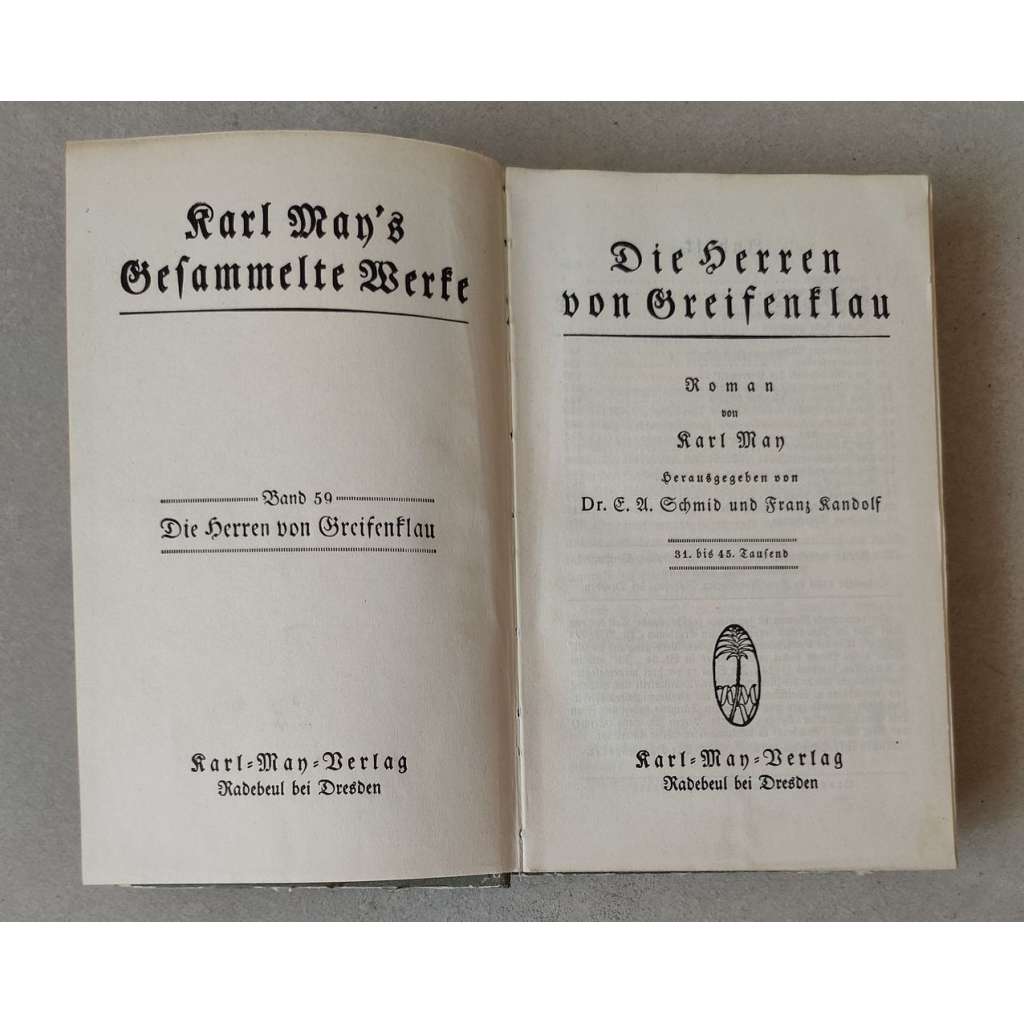 Karl May's
Gesammelte Werke
Band 59
Die Herren von Greifenklau
Karl-May-Verlag
Radebeul bei Dresden
Die Herren
von Greifenklau
Roman
von
Karl May
Herausgegeben von
Dr. E. A. Schmid und Franz Kandolf
31. bis 45. Tausend
Karl-May-Verlag
Radebeul bei Dresden